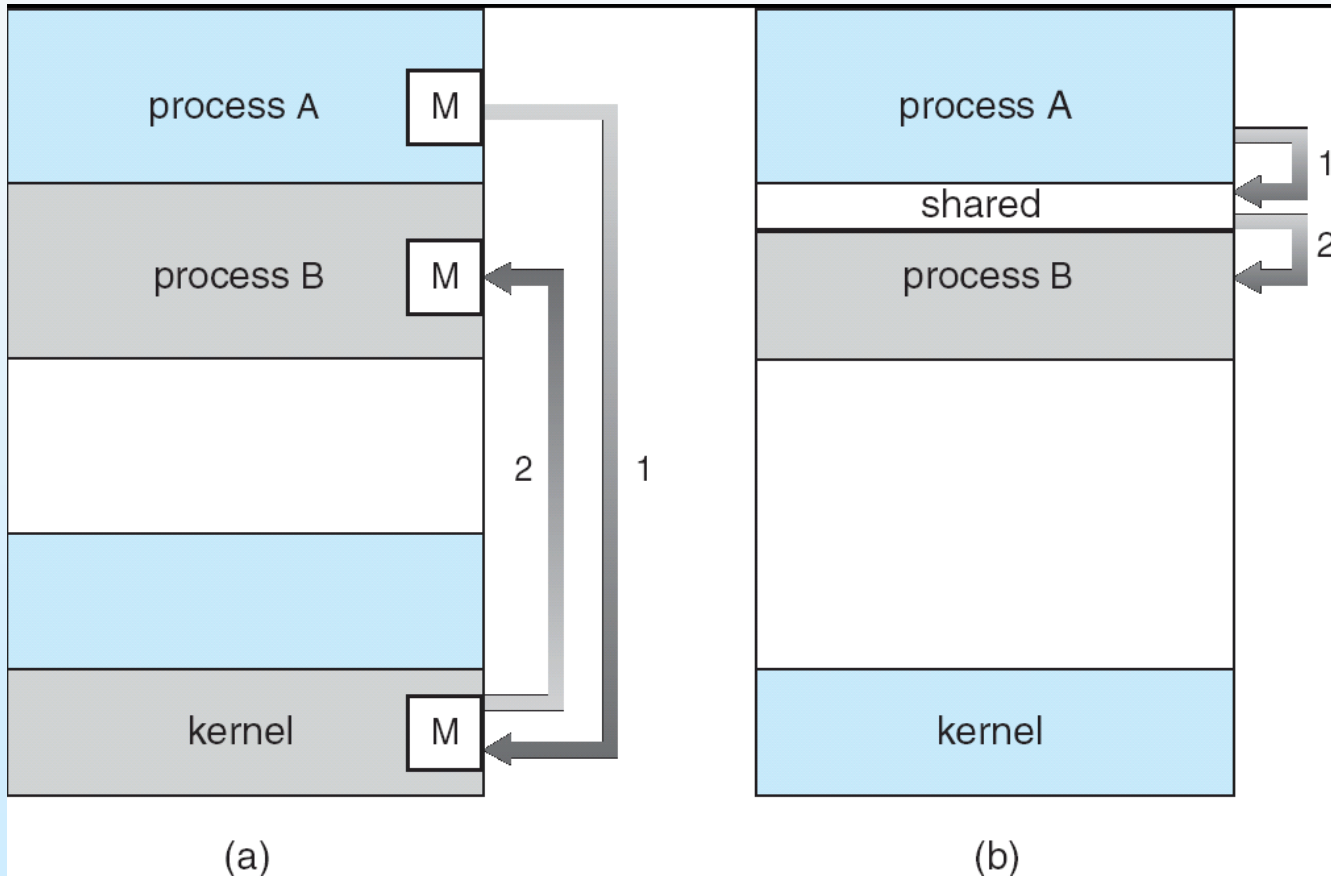 process A
M
process B
M
2
1
kernel
M
(a)
process A
1
shared
2
process B
kernel
(b)